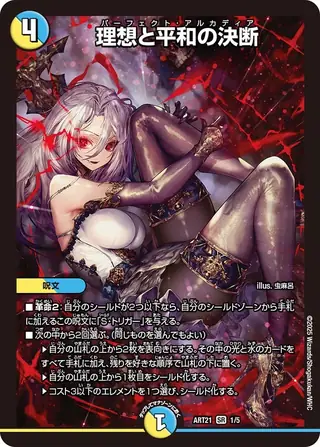 4
パーフェクト・アルカディア
理想と平和の決断
illus. 虫麻呂
呪文
■革命2:自分のシールドが2つ以下なら、自分のシールドゾーンから手札
に加えるこの呪文に「S・トリガー」を与える。
■次の中から2回選ぶ。(同じものを選んでもよい)
▶自分の山札の上から2枚を表向きにする。その中の光と水のカードを
すべて手札に加え、残りを好きな順序で山札の下に置く。
▶自分の山札の上から1枚目をシールド化する。
▶コスト3以下のエレメントを1つ選び、シールド化する。
©2025 Wizards/Shogakukan/WHC
1
ART21 SR 1/5